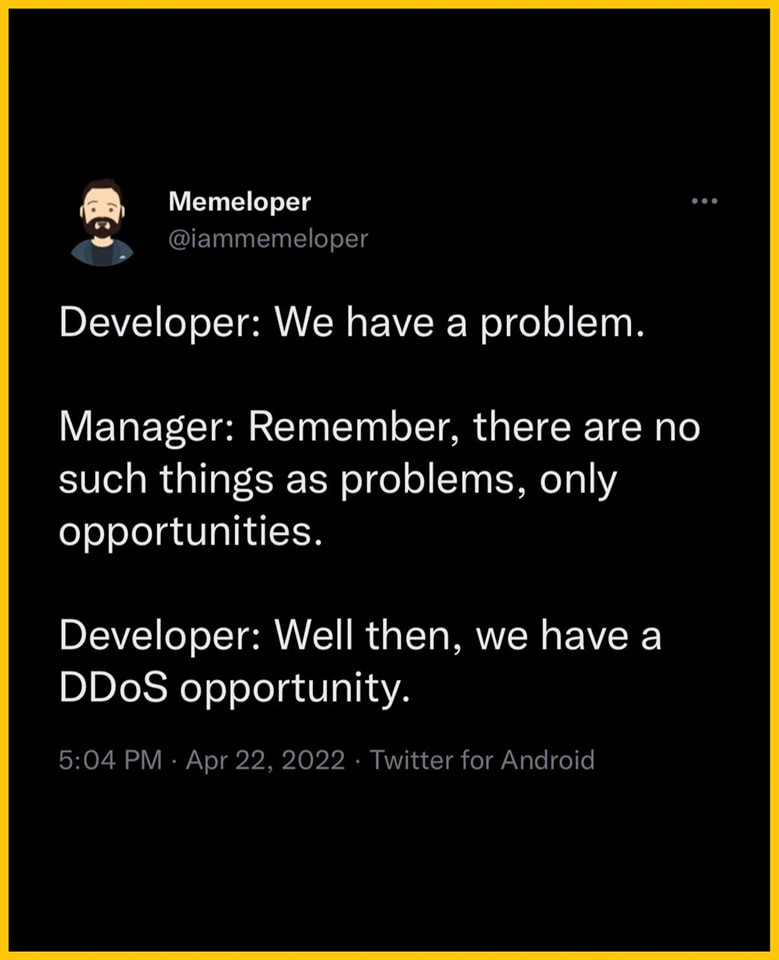 Memeloper
@iammemeloper
Developer: We have a problem.
Manager: Remember, there are no
such things as problems, only
opportunities.
Developer: Well then, we have a
DDoS opportunity.
5:04 PM · Apr 22, 2022 · Twitter for Android